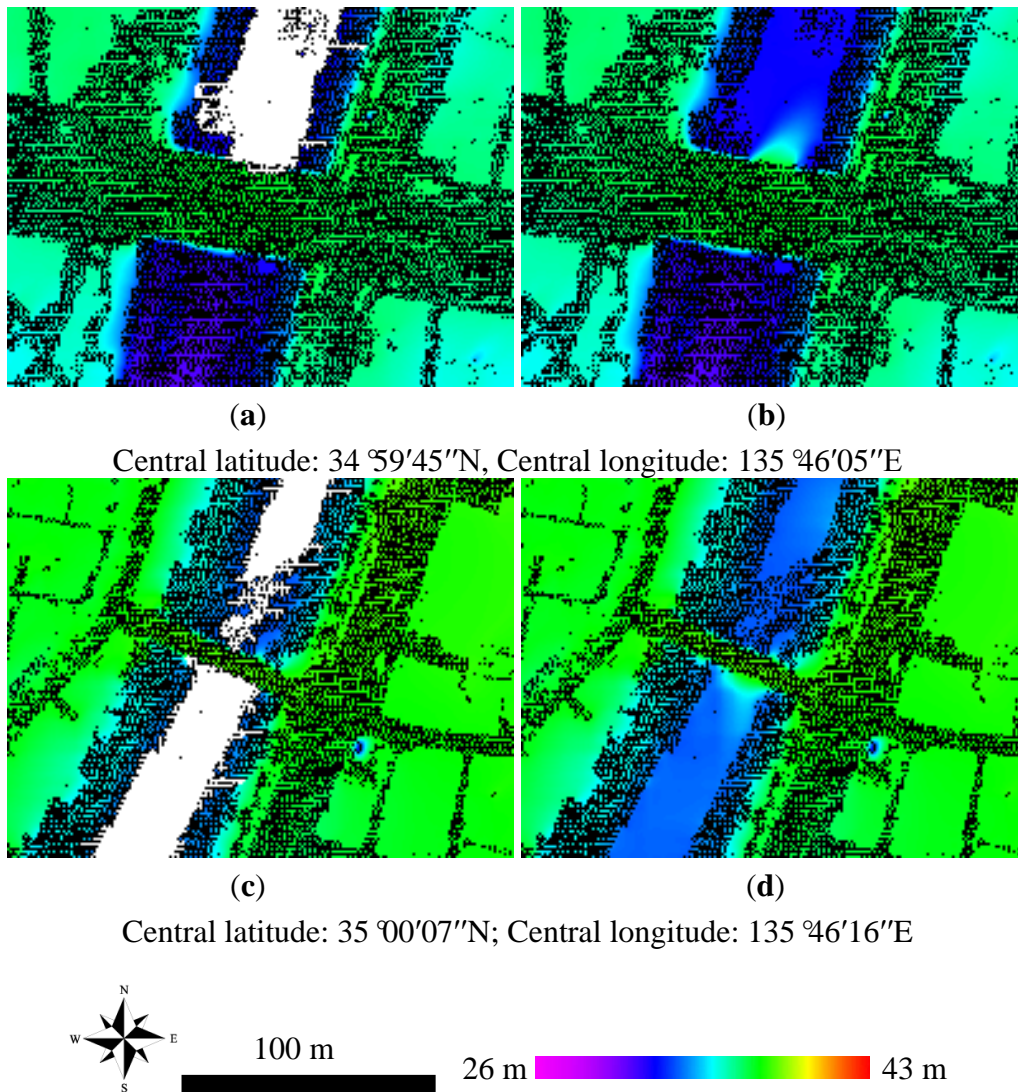 (a) (b)
Central latitude: 34 °59′45′′N, Central longitude: 135 °46′05′′E
(c) (d)
Central latitude: 35 °00′07′′N; Central longitude: 135 °46′16′′E
N
W E
S
100 m
26 m 43 m